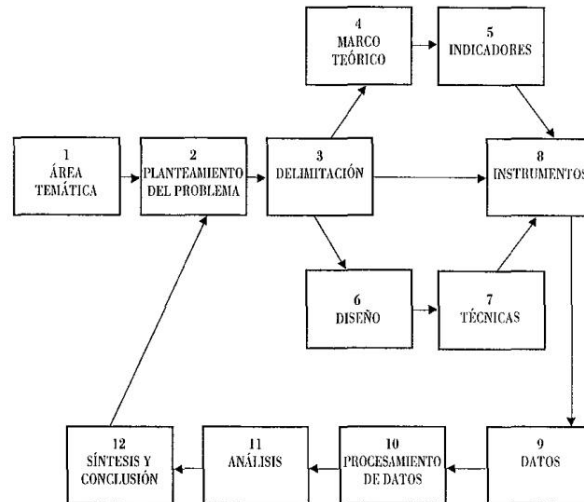 1
ÁREA
TEMÁTICA
2
PLANTEAMIENTO
DEL PROBLEMA
3
DELIMITACIÓN
4
MARCO
TEÓRICO
5
INDICADORES
6
DISEÑO
7
TÉCNICAS
8
INSTRUMENTOS
9
DATOS
10
PROCESAMIENTO
DE DATOS
11
ANÁLISIS
12
SÍNTESIS Y
CONCLUSIÓN